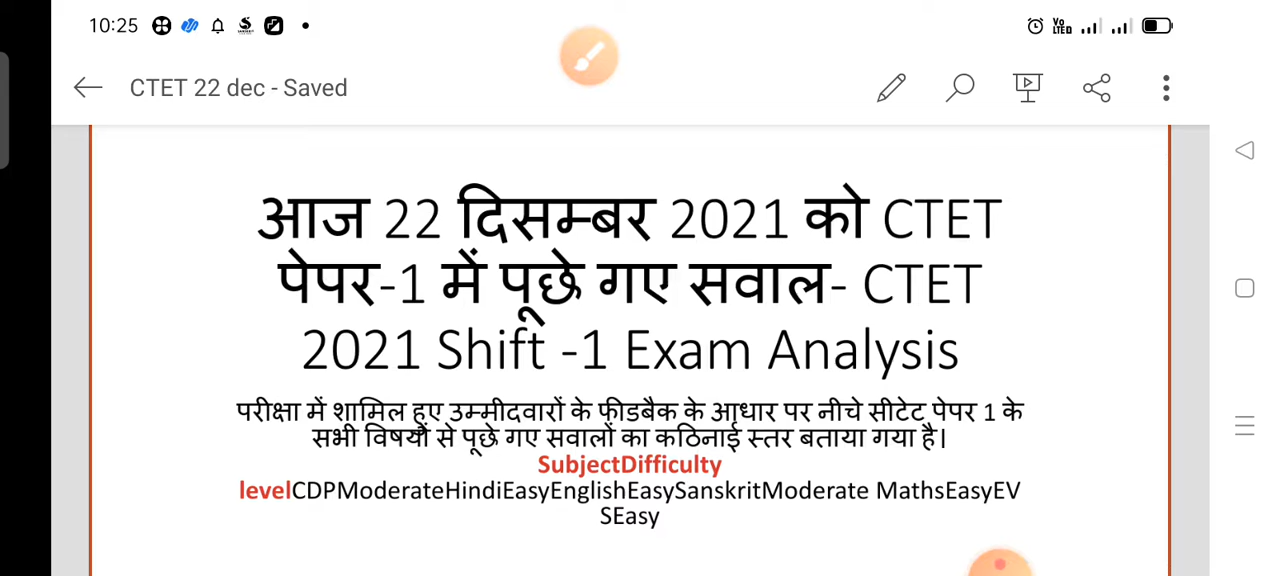 10:25
Vo LTE
CTET 22 dec - Saved
आज 22 दिसम्बर 2021 को CTET
पेपर-1 में पूछे गए सवाल- CTET
2021 Shift -1 Exam Analysis
परीक्षा में शामिल हुए उम्मीदवारों के फीडबैक के आधार पर नीचे सीटेट पेपर 1 के
सभी विषयों से पूछे गए सवालों का कठिनाई स्तर बताया गया है।
SubjectDifficulty
levelCDPModerateHindiEasyEnglishEasySanskritModerate MathsEasyEV
SEasy